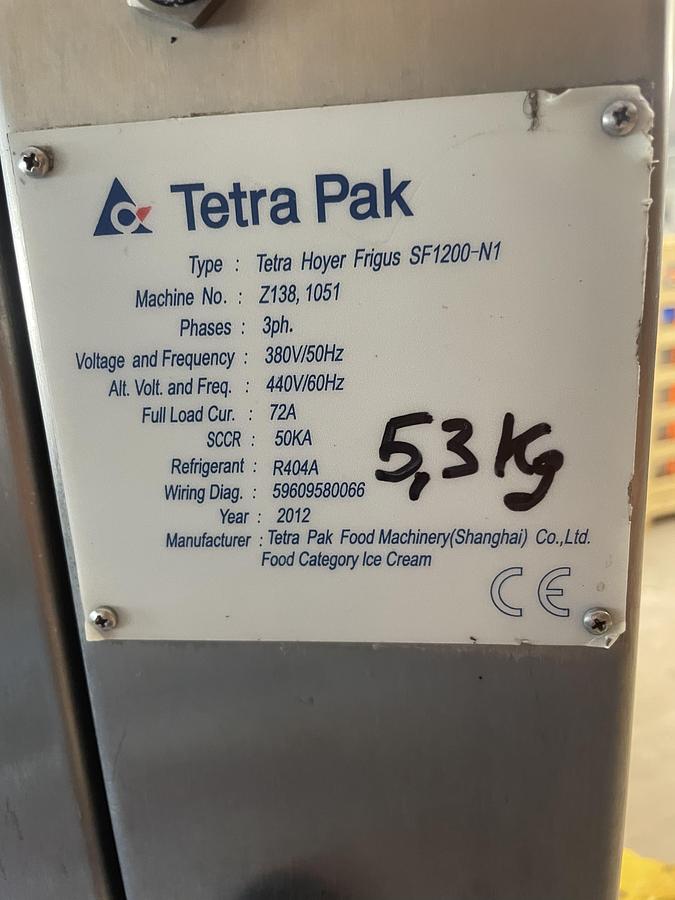 Tetra Pak
Type : Tetra Hoyer Frigus SF1200-N1
Machine No. : Z138, 1051
Phases : 3ph.
Voltage and Frequency : 380V/50Hz
Alt. Volt. and Freq. : 440V/60Hz
Full Load Cur. : 72A
SCCR : 50KA
Refrigerant : R404A
5,3 Kg
Wiring Diag. : 59609580066
Year : 2012
Manufacturer : Tetra Pak Food Machinery(Shanghai) Co.,Ltd.
Food Category Ice Cream
CE